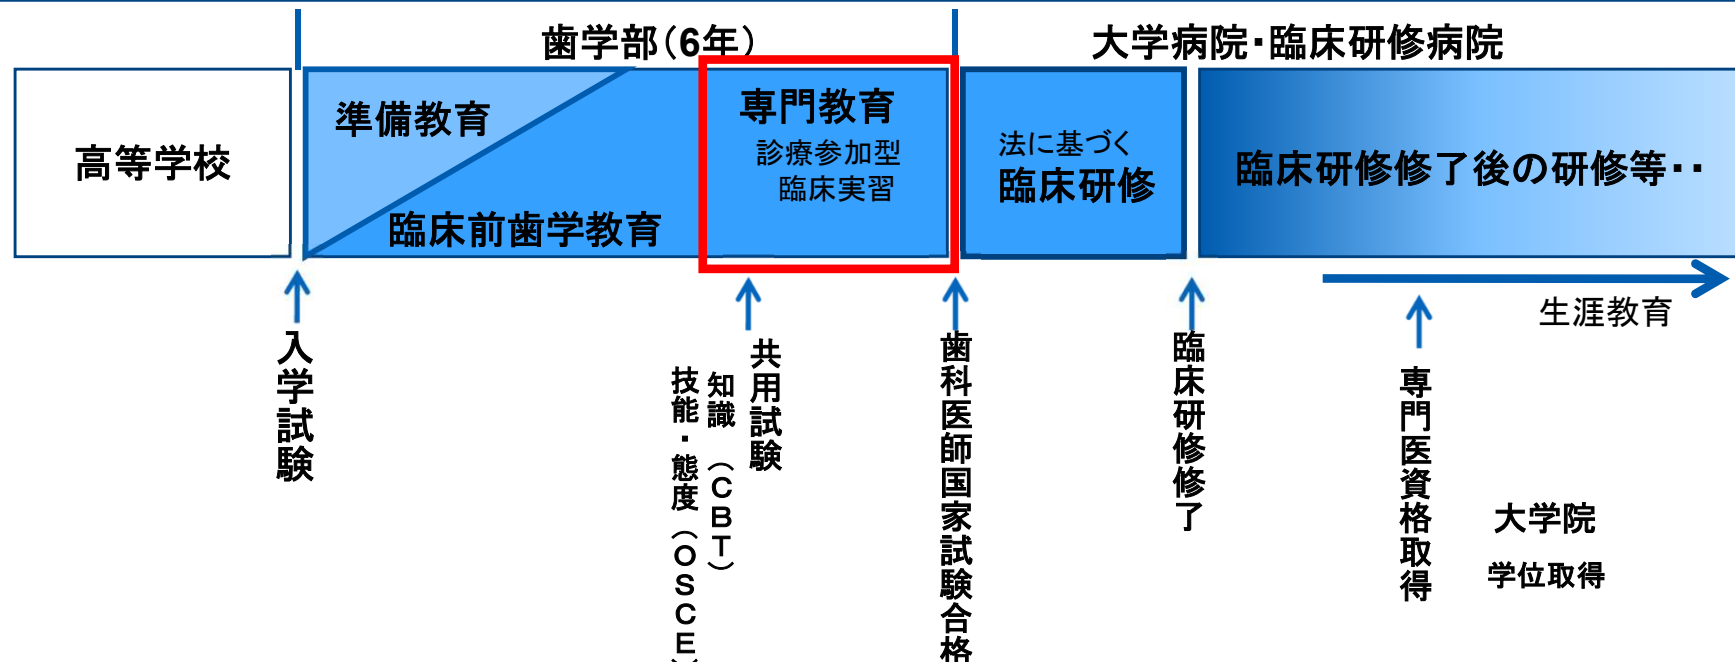 歯学部(6年)
大学病院・臨床研修病院
高等学校
準備教育
臨床前歯学教育
専門教育
診療参加型
臨床実習
法に基づく
臨床研修
臨床研修修了後の研修等・・
生涯教育
入学試験
共用試験
知識 (CBT)
技能・態度(OSCE)
歯科医師国家試験合格
臨床研修修了
専門医資格取得
大学院
学位取得